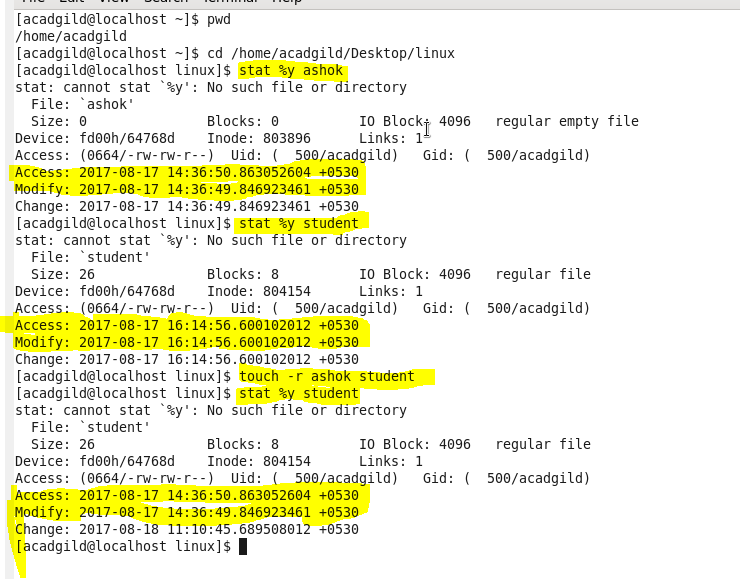 File Edit View Search Terminal Help
[acadgild@localhost ~]$ pwd
/home/acadgild
[acadgild@localhost ~]$ cd /home/acadgild/Desktop/linux
[acadgild@localhost linux]$ stat %y ashok
stat: cannot stat `%y': No such file or directory
  File: `ashok'
  Size: 0               Blocks: 0          IO Block: 4096   regular empty file
Device: fd00h/64768d    Inode: 803896      Links: 1
Access: (0664/-rw-rw-r--)  Uid: (  500/acadgild)   Gid: (  500/acadgild)
Access: 2017-08-17 14:36:50.863052604 +0530
Modify: 2017-08-17 14:36:49.846923461 +0530
Change: 2017-08-17 14:36:49.846923461 +0530
[acadgild@localhost linux]$ stat %y student
stat: cannot stat `%y': No such file or directory
  File: `student'
  Size: 26              Blocks: 8          IO Block: 4096   regular file
Device: fd00h/64768d    Inode: 804154      Links: 1
Access: (0664/-rw-rw-r--)  Uid: (  500/acadgild)   Gid: (  500/acadgild)
Access: 2017-08-17 16:14:56.600102012 +0530
Modify: 2017-08-17 16:14:56.600102012 +0530
Change: 2017-08-17 16:14:56.600102012 +0530
[acadgild@localhost linux]$ touch -r ashok student
[acadgild@localhost linux]$ stat %y student
stat: cannot stat `%y': No such file or directory
  File: `student'
  Size: 26              Blocks: 8          IO Block: 4096   regular file
Device: fd00h/64768d    Inode: 804154      Links: 1
Access: (0664/-rw-rw-r--)  Uid: (  500/acadgild)   Gid: (  500/acadgild)
Access: 2017-08-17 14:36:50.863052604 +0530
Modify: 2017-08-17 14:36:49.846923461 +0530
Change: 2017-08-18 11:10:45.689508012 +0530
[acadgild@localhost linux]$